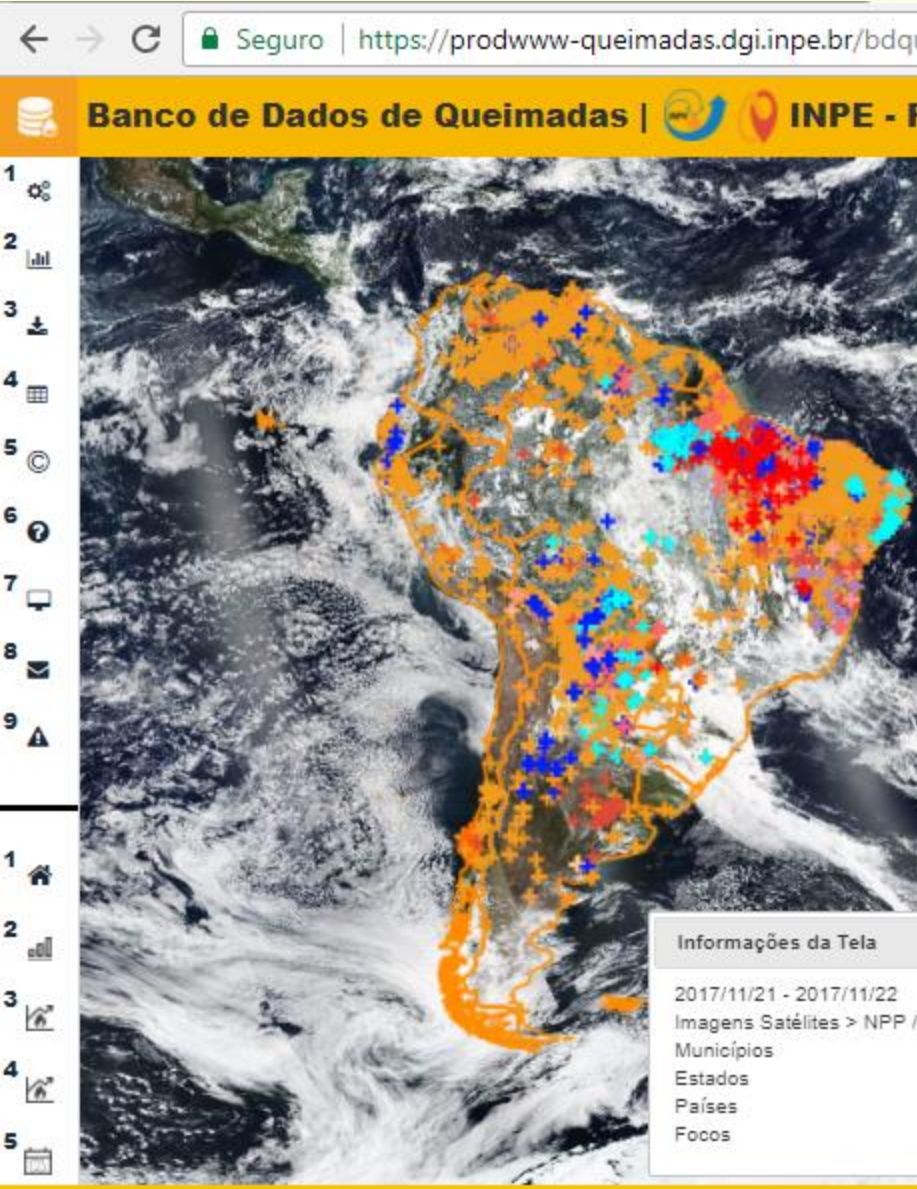 Seguro | https://prodwww-queimadas.dgi.inpe.br/bdq
Banco de Dados de Queimadas | INPE -
1
2
3
4
5
6
7
8
9
1
2
3
4
5
Informações da Tela
2017/11/21 - 2017/11/22
Imagens Satélites > NPP /
Municípios
Estados
Países
Focos